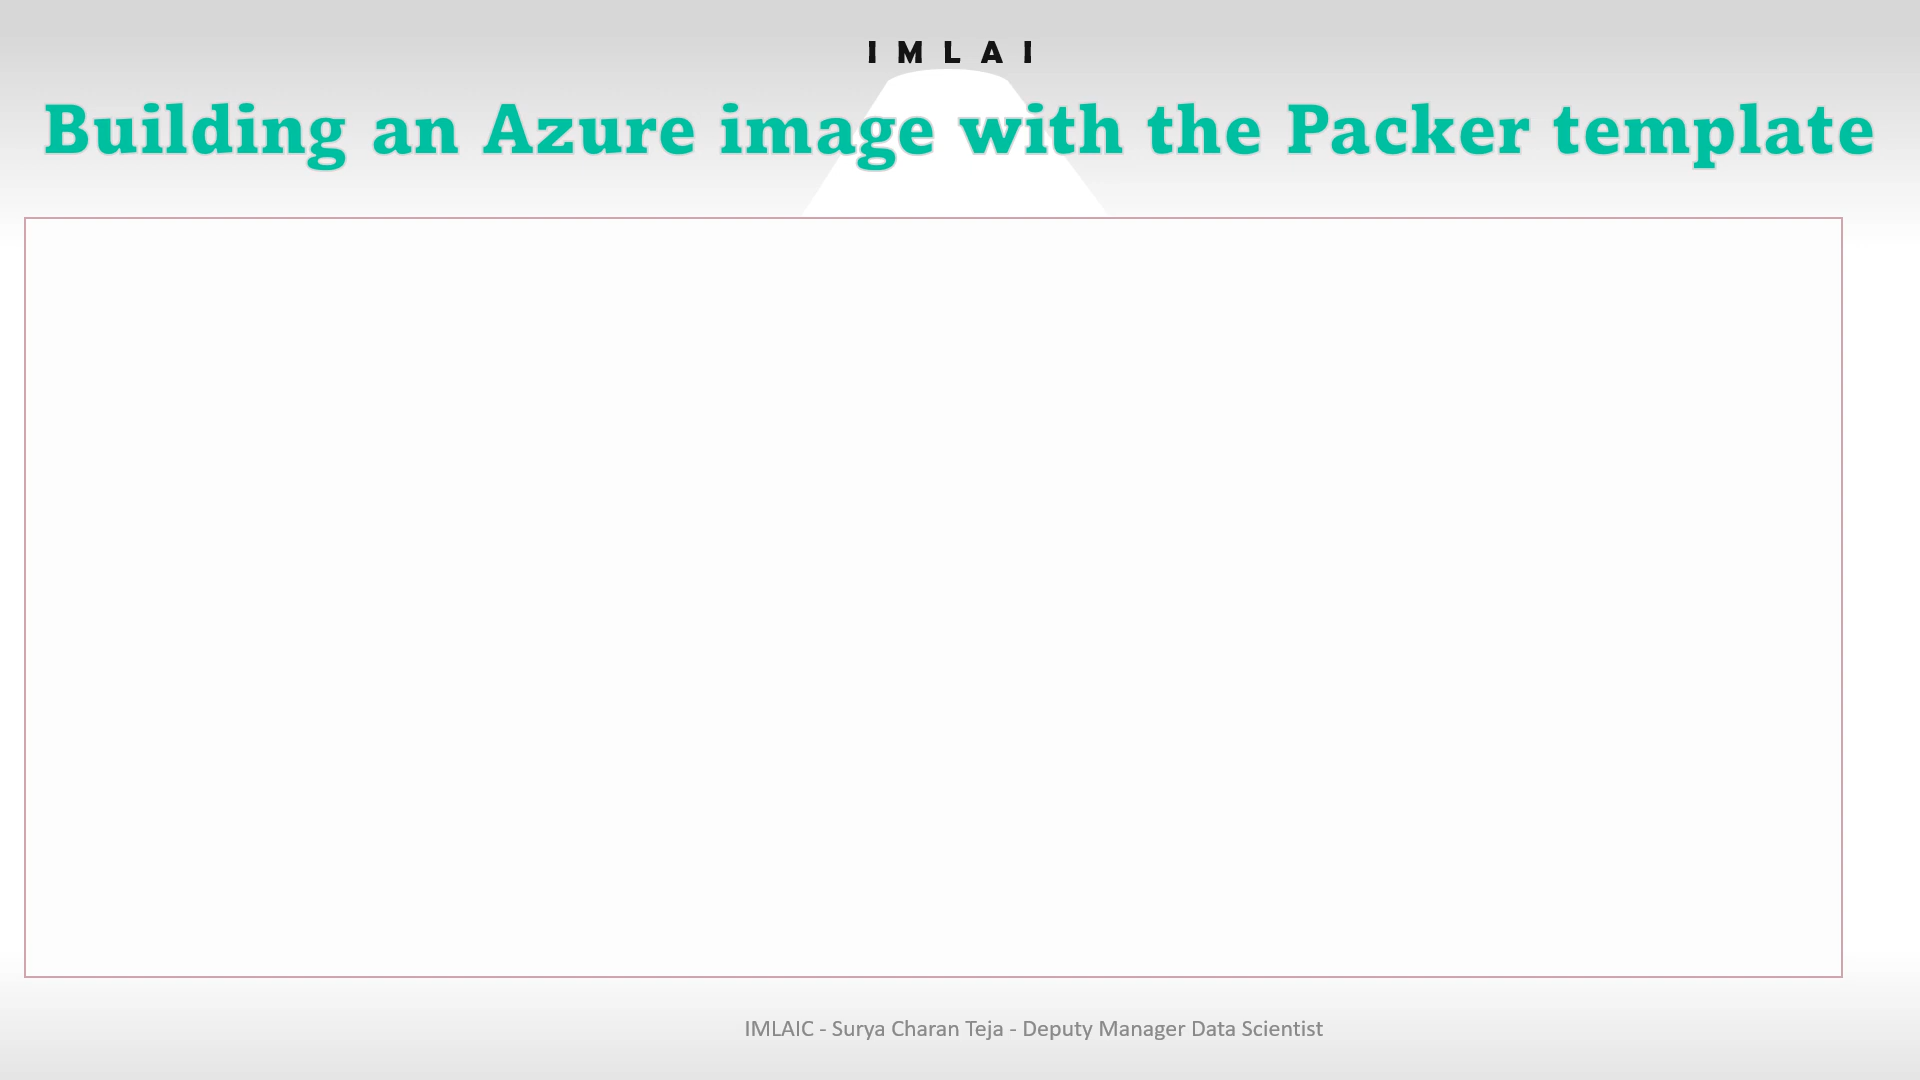 IMLAI
Building an Azure image with the Packer template
IMLAIC - Surya Charan Teja - Deputy Manager Data Scientist